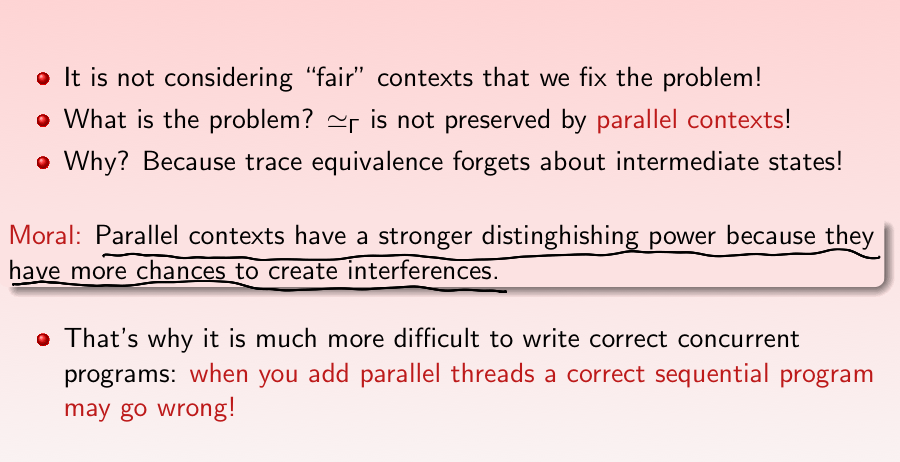 It is not considering “fair” contexts that we fix the problem!
What is the problem? ≃Γ is not preserved by parallel contexts!
Why? Because trace equivalence forgets about intermediate states!
Moral: Parallel contexts have a stronger distinghishing power because they
have more chances to create interferences.
That's why it is much more difficult to write correct concurrent
programs: when you add parallel threads a correct sequential program
may go wrong!